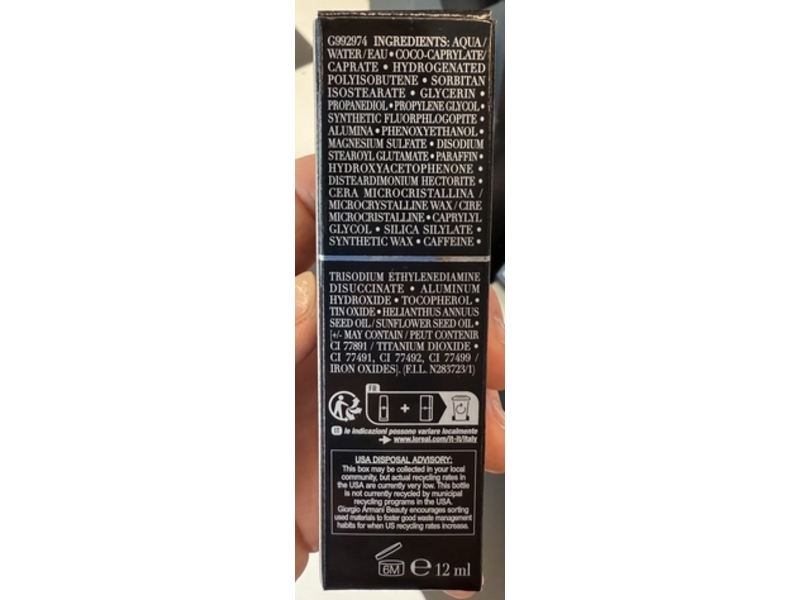 G992974 INGREDIENTS: AQUA /
WATER / EAU • COCO-CAPRYLATE/
CAPRATE • HYDROGENATED
POLYISOBUTENE • SORBITAN
ISOSTEARATE • GLYCERIN •
PROPANEDIOL • PROPYLENE GLYCOL •
SYNTHETIC FLUORPHLOGOPITE •
ALUMINA • PHENOXYETHANOL •
MAGNESIUM SULFATE • DISODIUM
STEAROYL GLUTAMATE • PARAFFIN •
HYDROXYACETOPHENONE •
DISTEARDIMONIUM HECTORITE •
CERA MICROCRISTALLINA /
MICROCRYSTALLINE WAX / CIRE
MICROCRISTALLINE • CAPRYLYL
GLYCOL • SILICA SILYLATE •
SYNTHETIC WAX • CAFFEINE •
TRISODIUM ETHYLENEDIAMINE
DISUCCINATE • ALUMINUM
HYDROXIDE • TOCOPHEROL •
TIN OXIDE • HELIANTHUS ANNUUS
SEED OIL / SUNFLOWER SEED OIL •
[+/- MAY CONTAIN / PEUT CONTENIR
CI 77891 / TITANIUM DIOXIDE •
CI 77491, CI 77492, CI 77499 /
IRON OXIDES]. (F.I.L. N283723/1)
FR
+
le indicazioni possono variare localmente
www.loreal.com/it-it/italy
USA DISPOSAL ADVISORY:
This box may be collected in your local
community, but actual recycling rates in
the USA are currently very low. This bottle
is not currently recycled by municipal
recycling programs in the USA.
Giorgio Armani Beauty encourages sorting
used materials to foster good waste management
habits for when US recycling rates increase.
6M e 12 ml